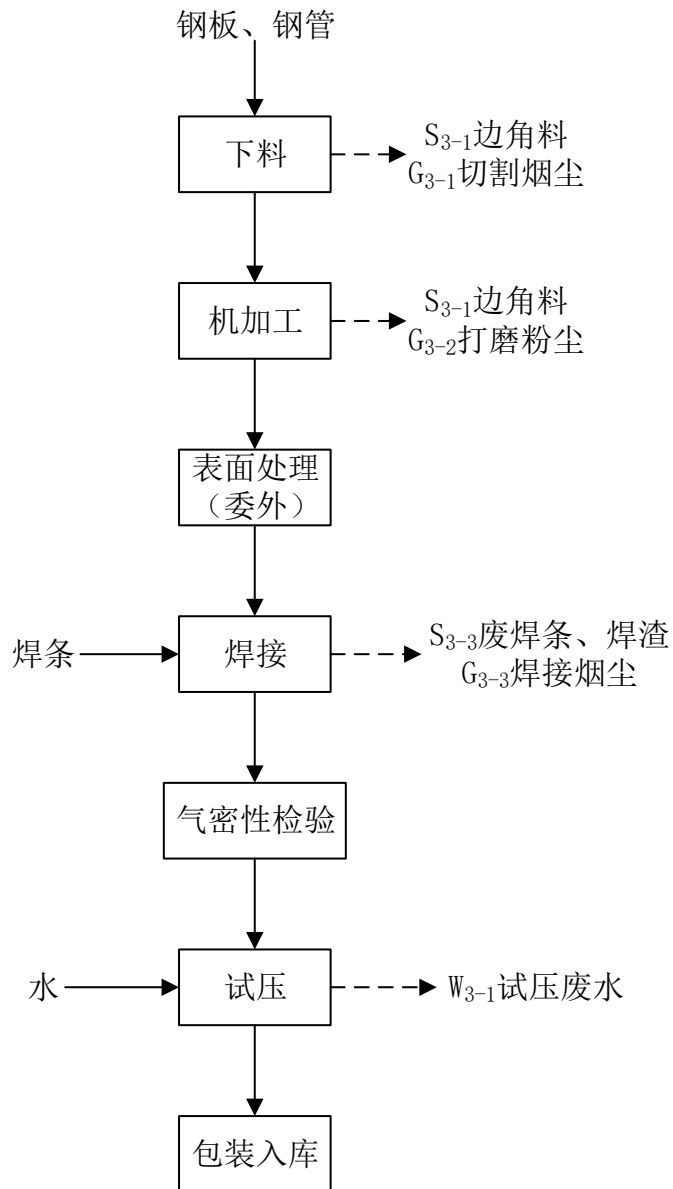 钢板、钢管
下料
S3-1边角料
G3-1切割烟尘
机加工
S3-1边角料
G3-2打磨粉尘
表面处理
（委外）
焊条
焊接
S3-3废焊条、焊渣
G3-3焊接烟尘
气密性检验
水
试压
W3-1试压废水
包装入库